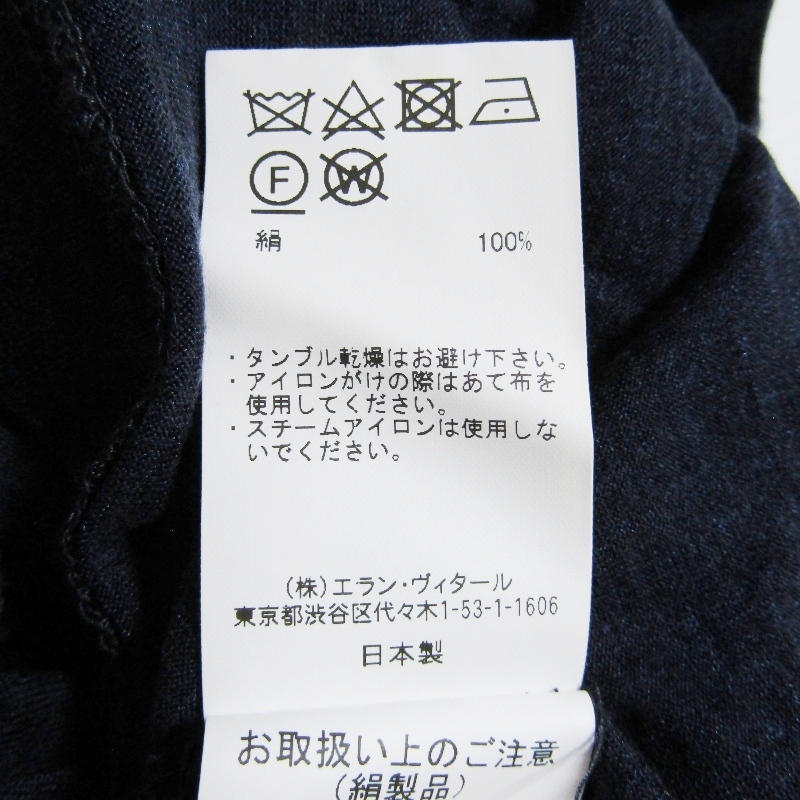 F W
絹 100%
・タンブル乾燥はお避け下さい。
・アイロンがけの際はあて布を
使用してください。
・スチームアイロンは使用しな
いでください。
(株)エラン・ヴィタール
東京都渋谷区代々木1-53-1-1606
日本製
お取扱い上のご注意
(絹製品)